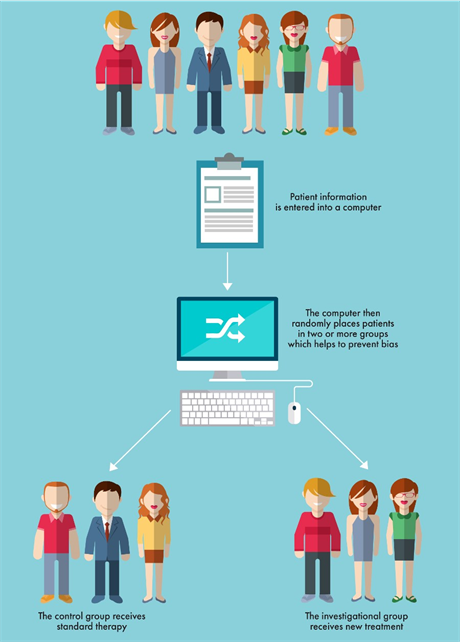 Patient information
is entered into a computer
The computer then
randomly places patients
in two or more groups
which helps to prevent bias
The control group receives
standard therapy
The investigational group
receives new treatment